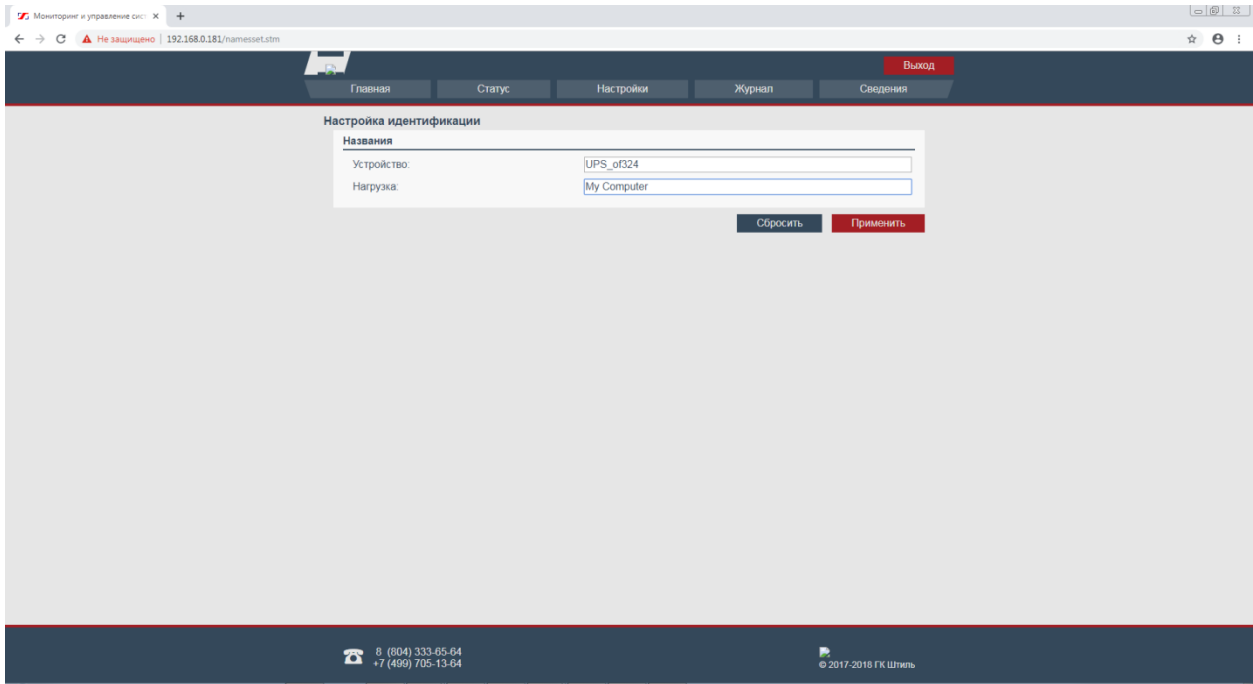 Мониторинг и управление сист
Не защищено | 192.168.0.181/namesset.stm
Выход
Главная Статус Настройки Журнал Сведения
Настройка идентификации
Названия
Устройство: UPS_of324
Нагрузка: My Computer
Сбросить Применить
8 (804) 333-65-64
+7 (499) 705-13-64
© 2017-2018 ГК Штиль